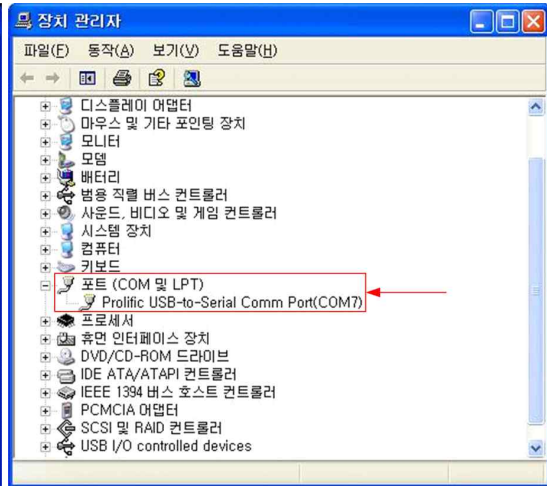 장치 관리자
파일(F) 동작(A) 보기(V) 도움말(H)
디스플레이 어댑터
마우스 및 기타 포인팅 장치
모니터
모뎀
배터리
범용 직렬 버스 컨트롤러
사운드, 비디오 및 게임 컨트롤러
시스템 장치
컴퓨터
키보드
포트 (COM 및 LPT)
Prolific USB-to-Serial Comm Port(COM7)
프로세서
휴먼 인터페이스 장치
DVD/CD-ROM 드라이브
IDE ATA/ATAPI 컨트롤러
IEEE 1394 버스 호스트 컨트롤러
PCMCIA 어댑터
SCSI 및 RAID 컨트롤러
USB I/O controlled devices